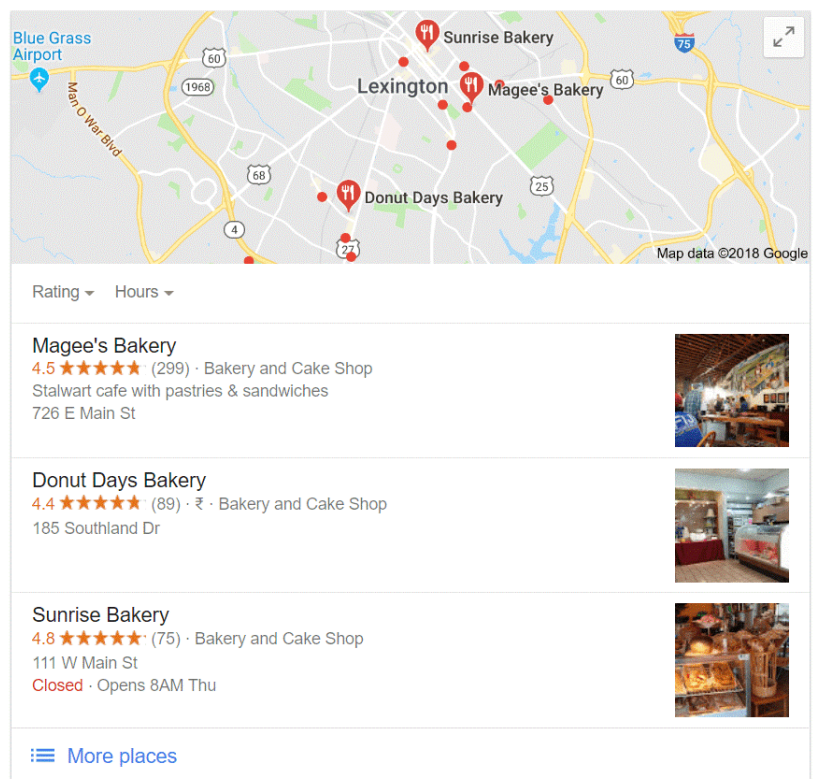 Blue Grass
Airport
Sunrise Bakery
75
60
1968
Lexington
60
Magee's Bakery
Man O War Blvd
68
25
Donut Days Bakery
4
27
Map data ©2018 Google
Rating Hours
Magee's Bakery
4.5 ★★★★★ (299) · Bakery and Cake Shop
Stalwart cafe with pastries & sandwiches
726 E Main St
Donut Days Bakery
4.4 ★★★★★ (89) · ₹ · Bakery and Cake Shop
185 Southland Dr
Sunrise Bakery
4.8 ★★★★★ (75) · Bakery and Cake Shop
111 W Main St
Closed · Opens 8AM Thu
More places